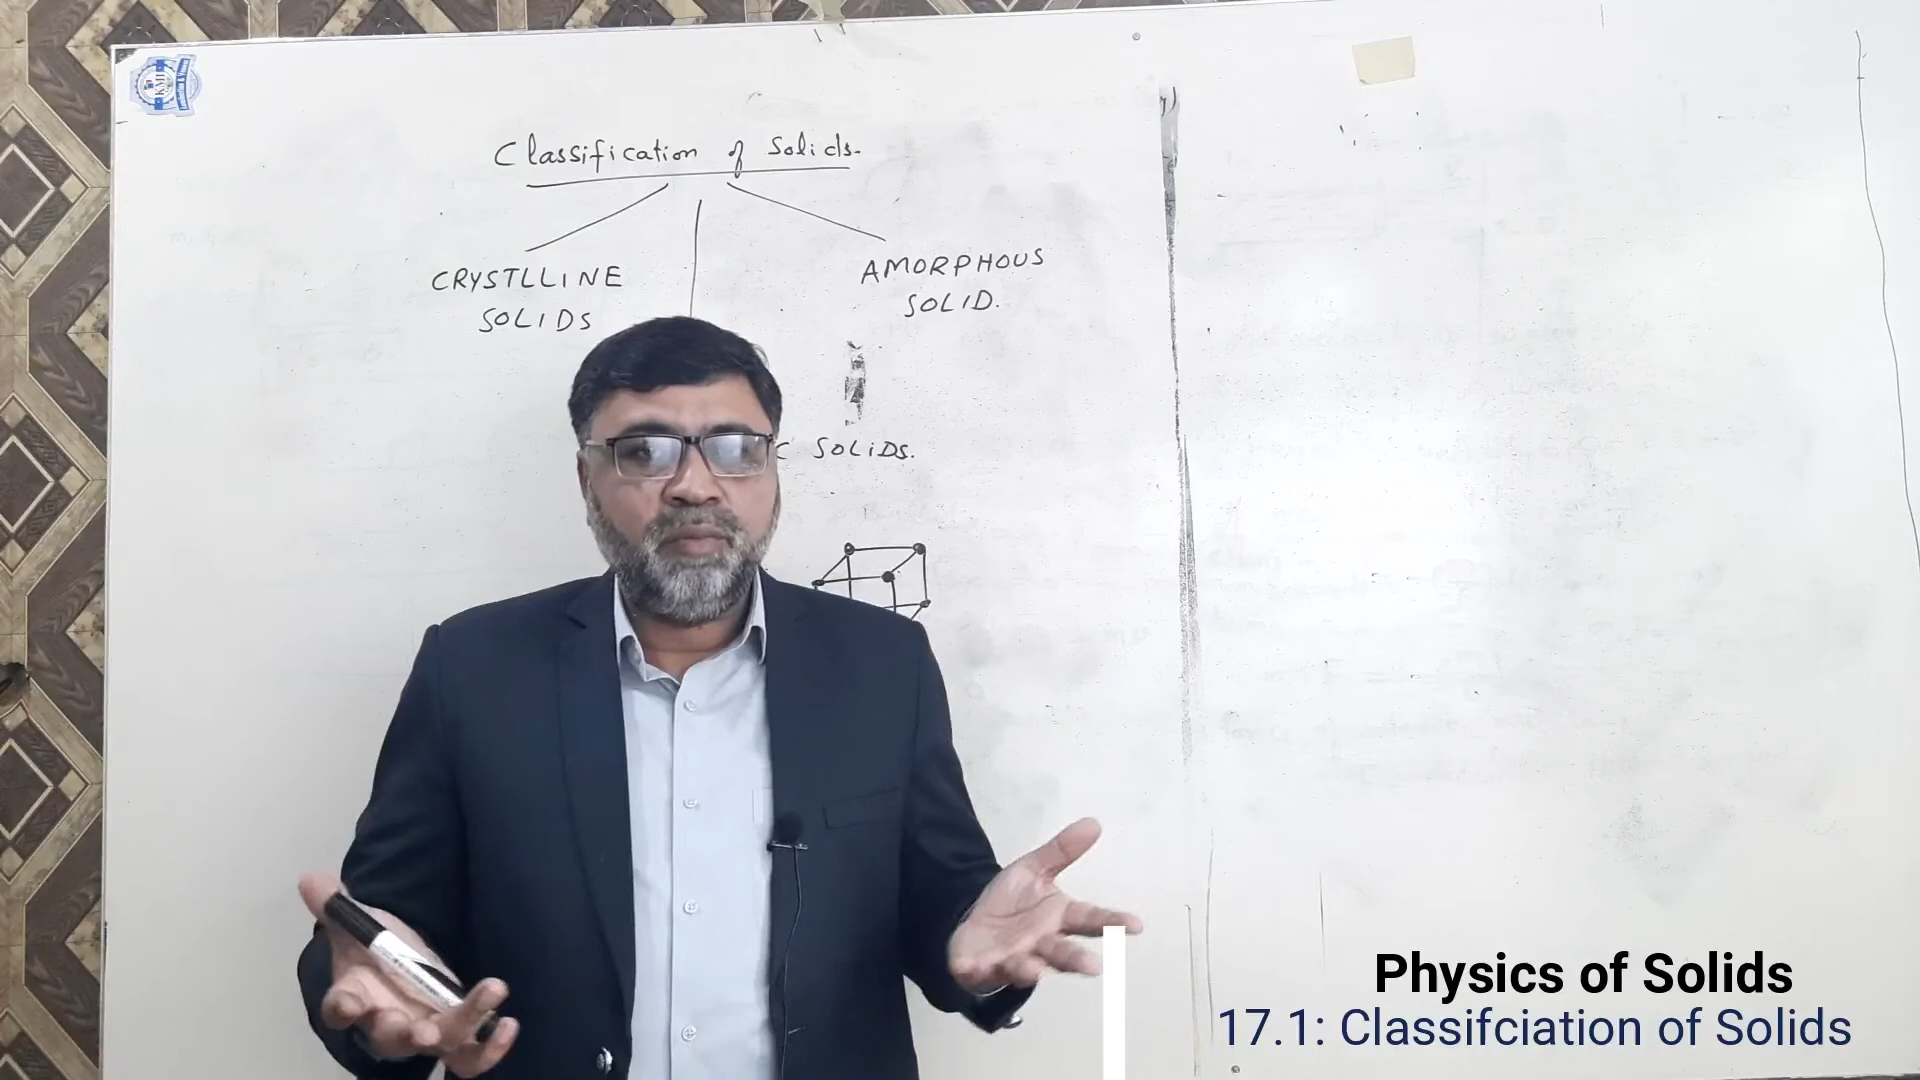 Classification of Solids.
CRYSTLLINE
SOLIDS
AMORPHOUS
SOLID.
C SOLiDS.
Physics of Solids
17.1: Classifciation of Solids